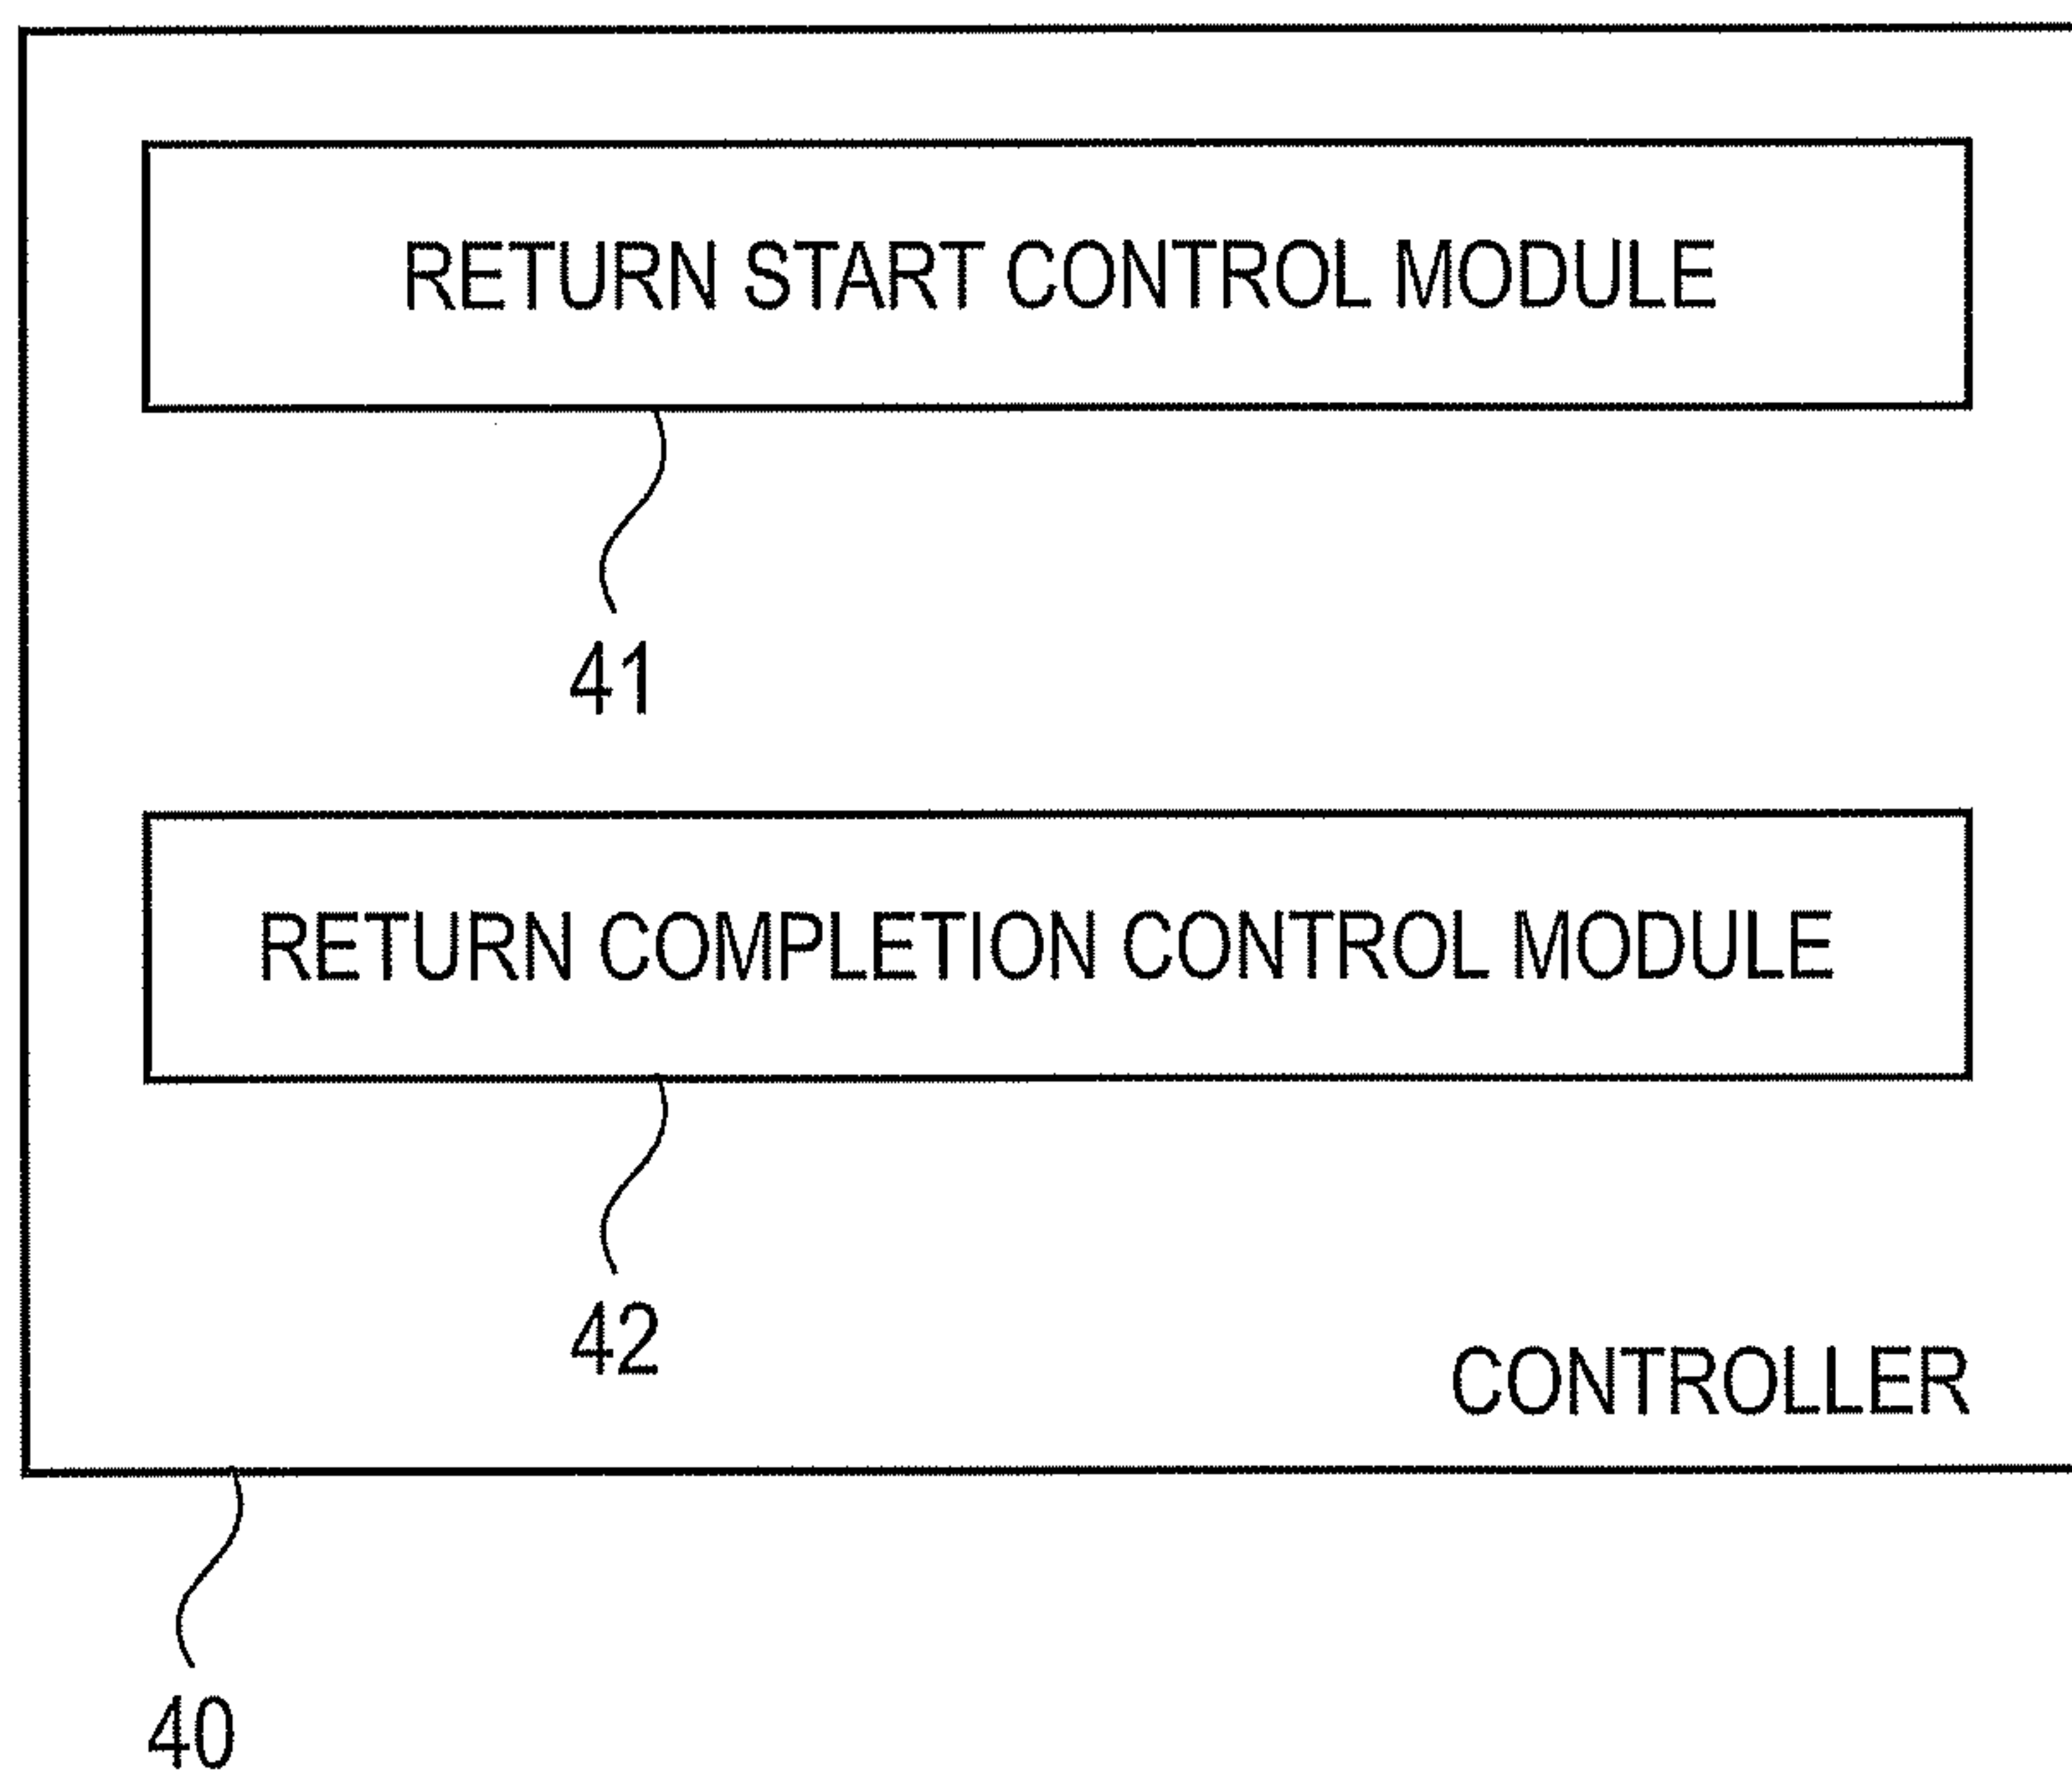 RETURN START CONTROL MODULE
41
RETURN COMPLETION CONTROL MODULE
42
CONTROLLER
40